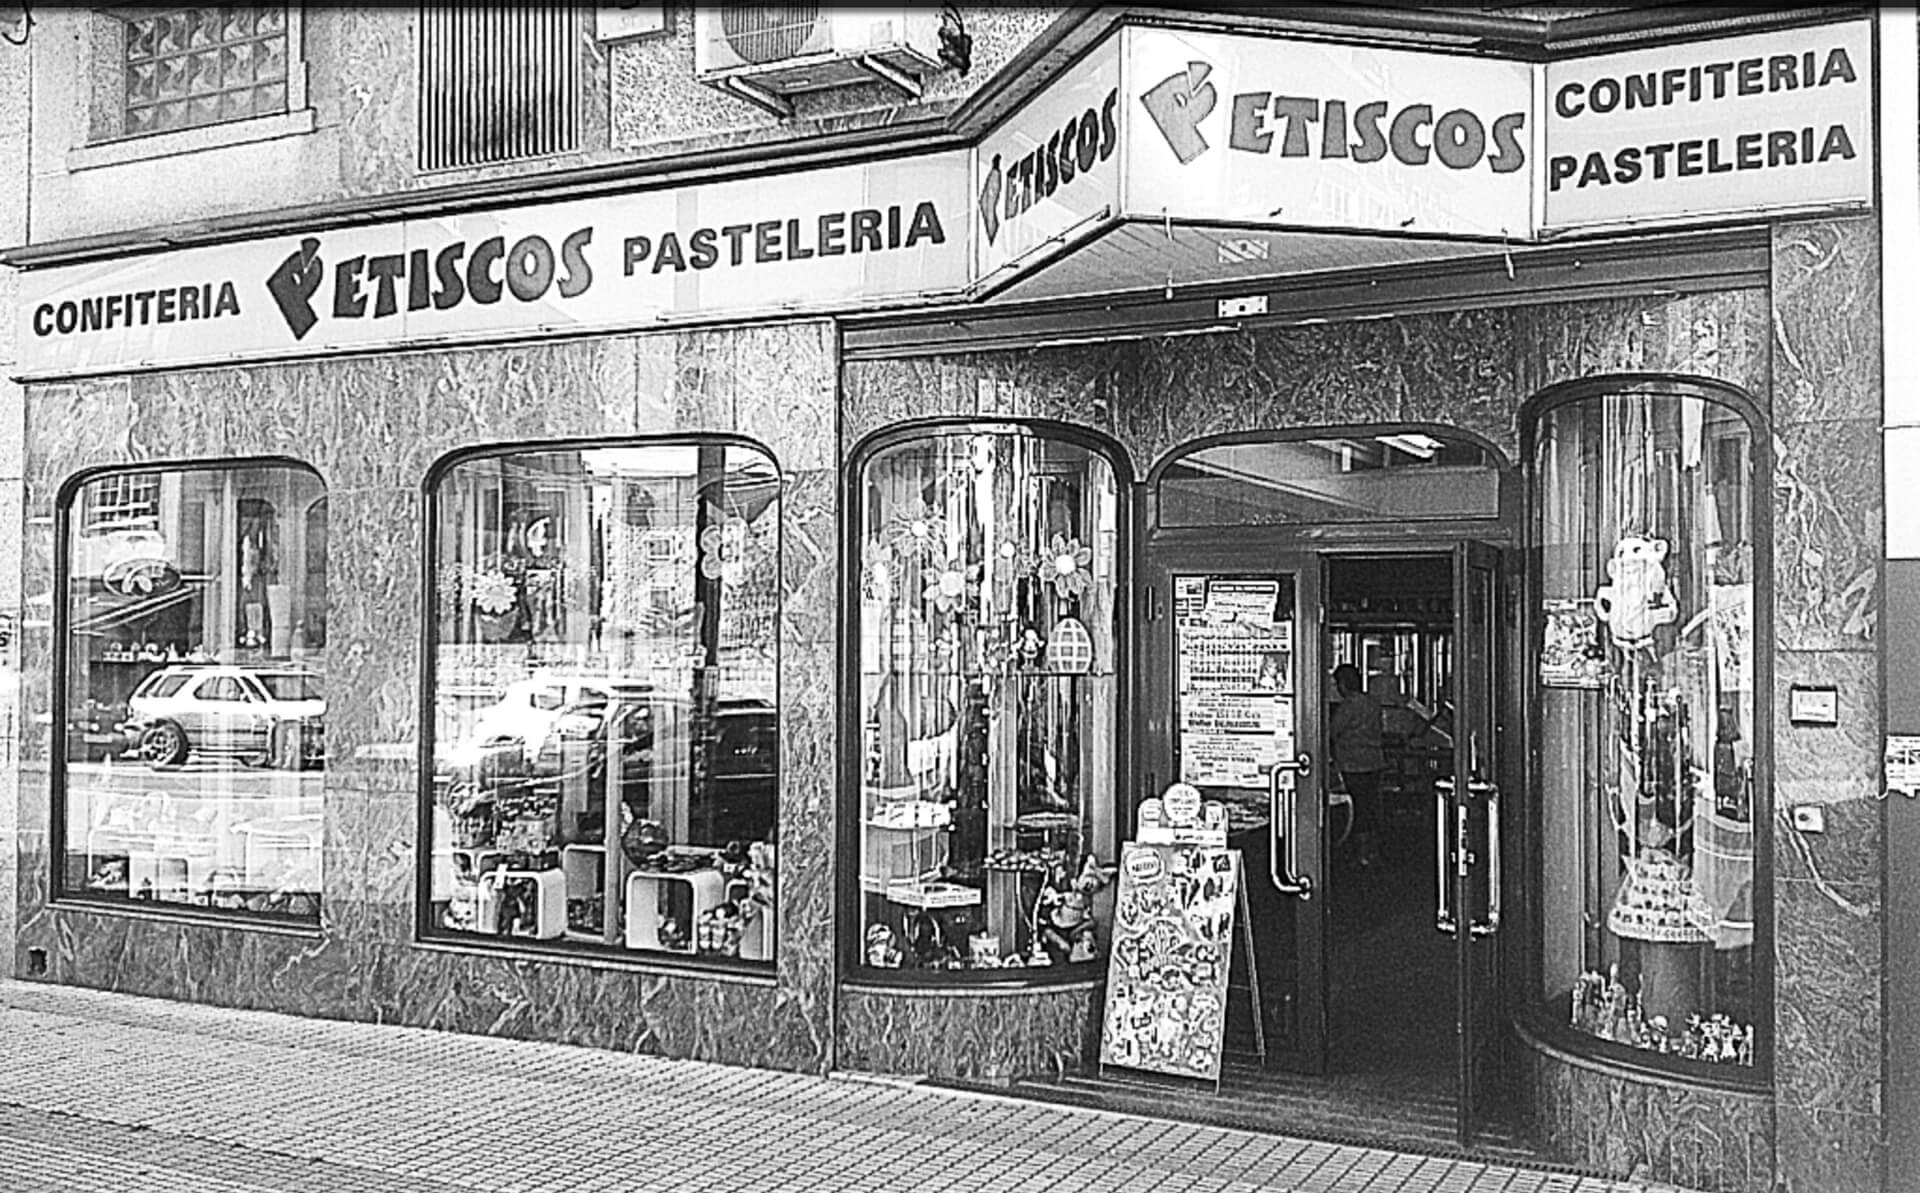 CONFITERIA PETISCOS PASTELERIA
PETISCOS
PETISCOS
CONFITERIA
PASTELERIA